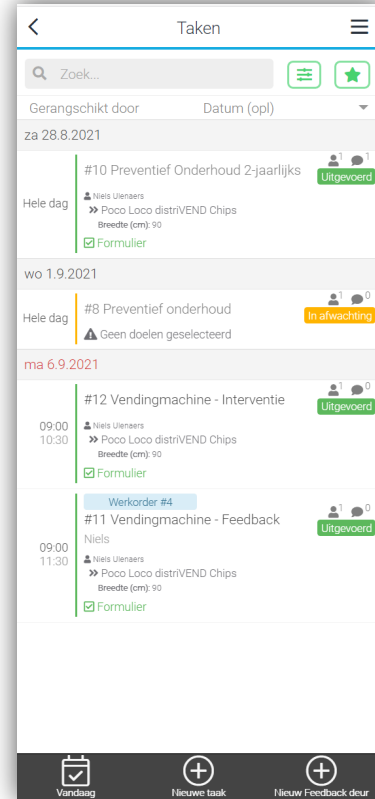 Taken
Zoek...
Gerangschikt door Datum (opl)
za 28.8.2021
1 1
#10 Preventief Onderhoud 2-jaarlijks
Uitgevoerd
Hele dag
Niels Ulenaers
Poco Loco distriVEND Chips
Breedte (cm): 90
Formulier
wo 1.9.2021
1 0
#8 Preventief onderhoud
In afwachting
Hele dag
Geen doelen geselecteerd
ma 6.9.2021
1 0
#12 Vendingmachine - Interventie
Uitgevoerd
09:00
10:30
Niels Ulenaers
Poco Loco distriVEND Chips
Breedte (cm): 90
Formulier
Werkorder #4
1 0
#11 Vendingmachine - Feedback
Uitgevoerd
Niels
09:00
11:30
Niels Ulenaers
Poco Loco distriVEND Chips
Breedte (cm): 90
Formulier
Vandaag Nieuwe taak Nieuw Feedback deur